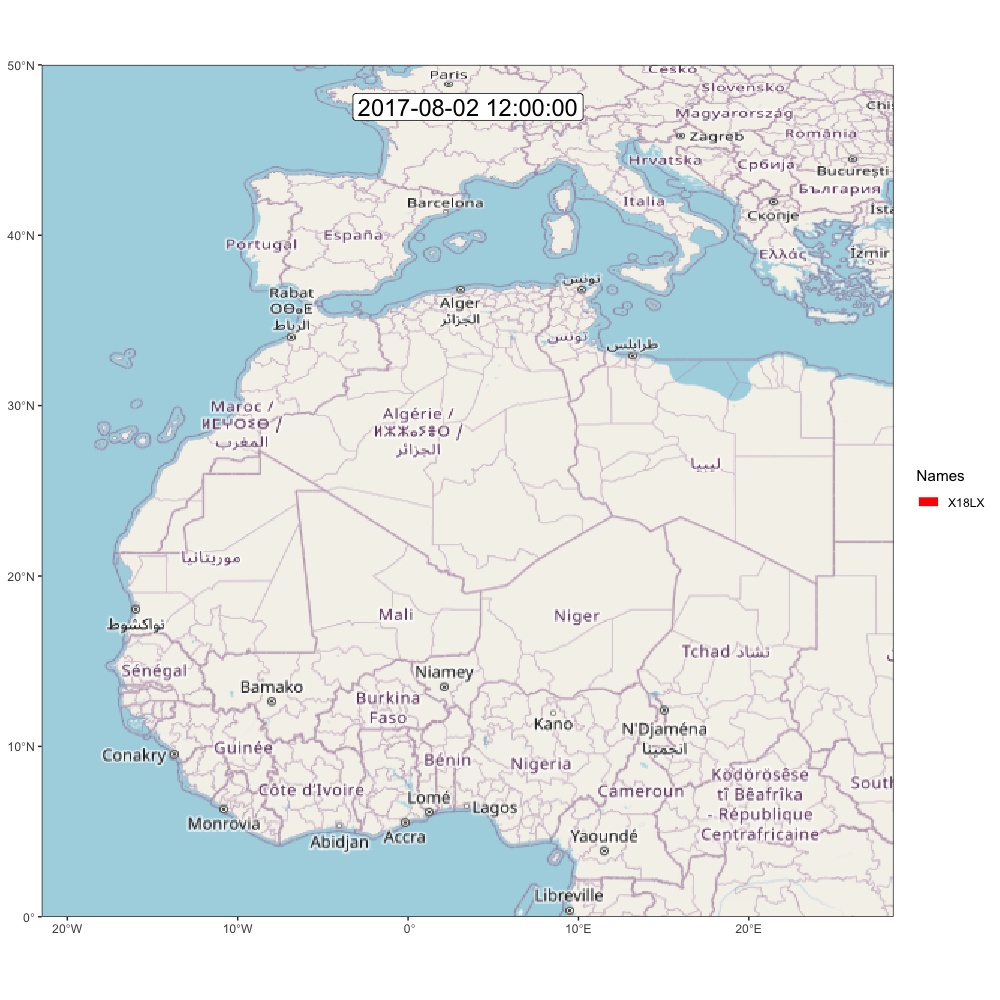 50°N
40°N
30°N
20°N
10°N
0°
20°W
10°W
0°
10°E
20°E
2017-08-02 12:00:00
Paris
Česko
Slovensko
Magyarország
Zagreb
România
Hrvatska
Србија
București
България
Скопје
Italia
Barcelona
Portugal
España
Ελλάς
İzmir
Rabat
ⵔⴱⴰⵟ
الرباط
Alger
الجزائر
تونس
تونس
طرابلس
Maroc /
ⵍⵎⵖⵔⵉⴱ /
المغرب
Algérie /
ⵍⵣⵣⴰⵢⴻⵔ /
الجزائر
ليبيا
موريتانيا
نواكشوط
Mali
Niger
Tchad تشاد
Sénégal
Bamako
Niamey
Burkina
Faso
Kano
N'Djaména
انجمينا
Conakry
Guinée
Bénin
Nigeria
Côte d'Ivoire
Cameroun
Ködörösêse
tî Bêafrîka
- République
Centrafricaine
South
Monrovia
Abidjan
Accra
Lomé
Lagos
Yaoundé
Libreville
Names
X18LX